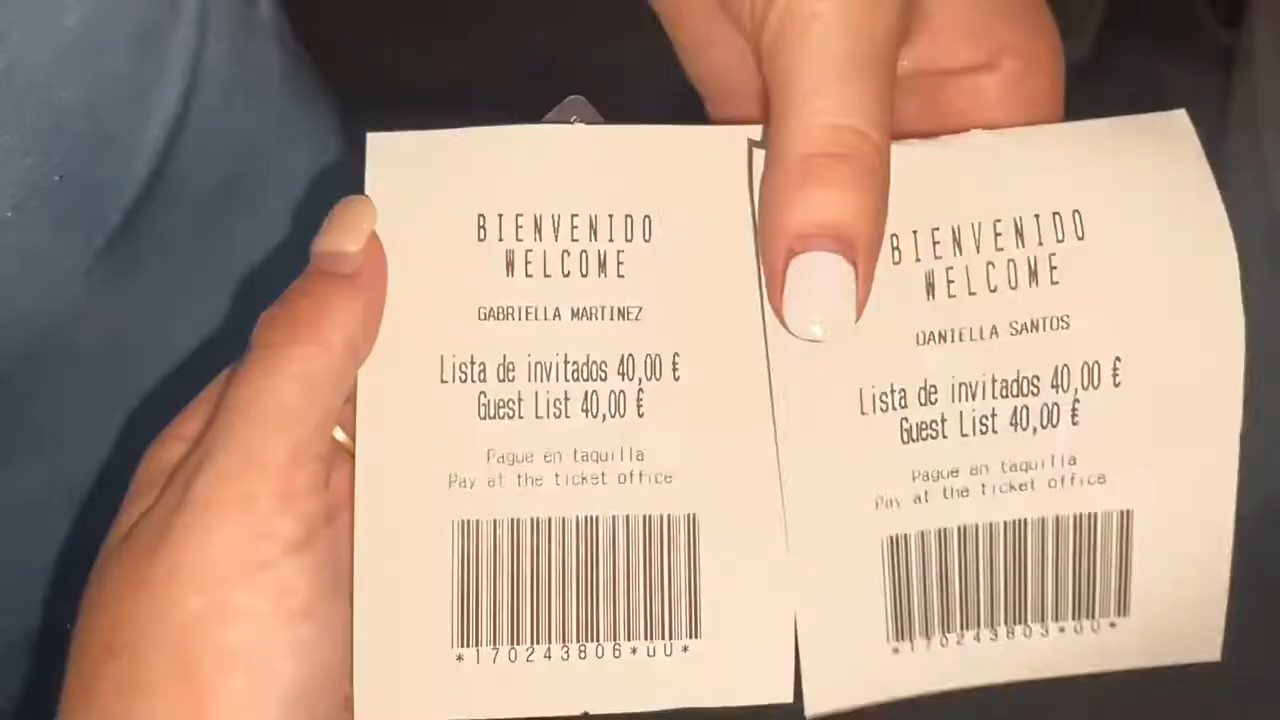 BIENVENIDO
WELCOME
GABRIELLA MARTINEZ
Lista de invitados 40,00 €
Guest List 40,00 €
Pague en taquilla
Pay at the ticket office
*170243806*UU*
BIENVENIDO
WELCOME
DANIELLA SANTOS
Lista de invitados 40,00 €
Guest List 40,00 €
Pague en taquilla
Pay at the ticket office
*170243803*UU*